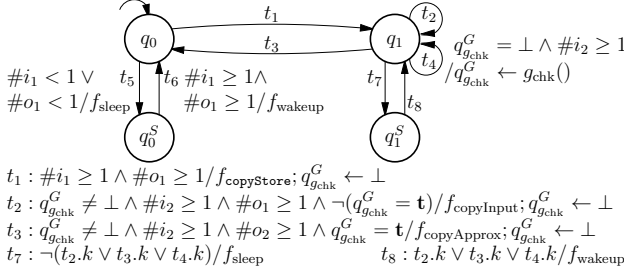 t₁
q₀ q₁ t₂
t₃ q^G_{g_chk} = ⊥ ∧ #i₂ ≥ 1
t₄ /q^G_{g_chk} ← g_chk()
#i₁ < 1 ∨ t₅ t₆ #i₁ ≥ 1∧ t₇
#o₁ < 1/f_sleep #o₁ ≥ 1/f_wakeup t₈
q₀^S q₁^S
t₁ : #i₁ ≥ 1 ∧ #o₁ ≥ 1/f_copyStore; q^G_{g_chk} ← ⊥
t₂ : q^G_{g_chk} ≠ ⊥ ∧ #i₂ ≥ 1 ∧ #o₁ ≥ 1 ∧ ¬(q^G_{g_chk} = t)/f_copyInput; q^G_{g_chk} ← ⊥
t₃ : q^G_{g_chk} ≠ ⊥ ∧ #i₂ ≥ 1 ∧ #o₂ ≥ 1 ∧ q^G_{g_chk} = t/f_copyApprox; q^G_{g_chk} ← ⊥
t₇ : ¬(t₂.k ∨ t₃.k ∨ t₄.k)/f_sleep t₈ : t₂.k ∨ t₃.k ∨ t₄.k/f_wakeup